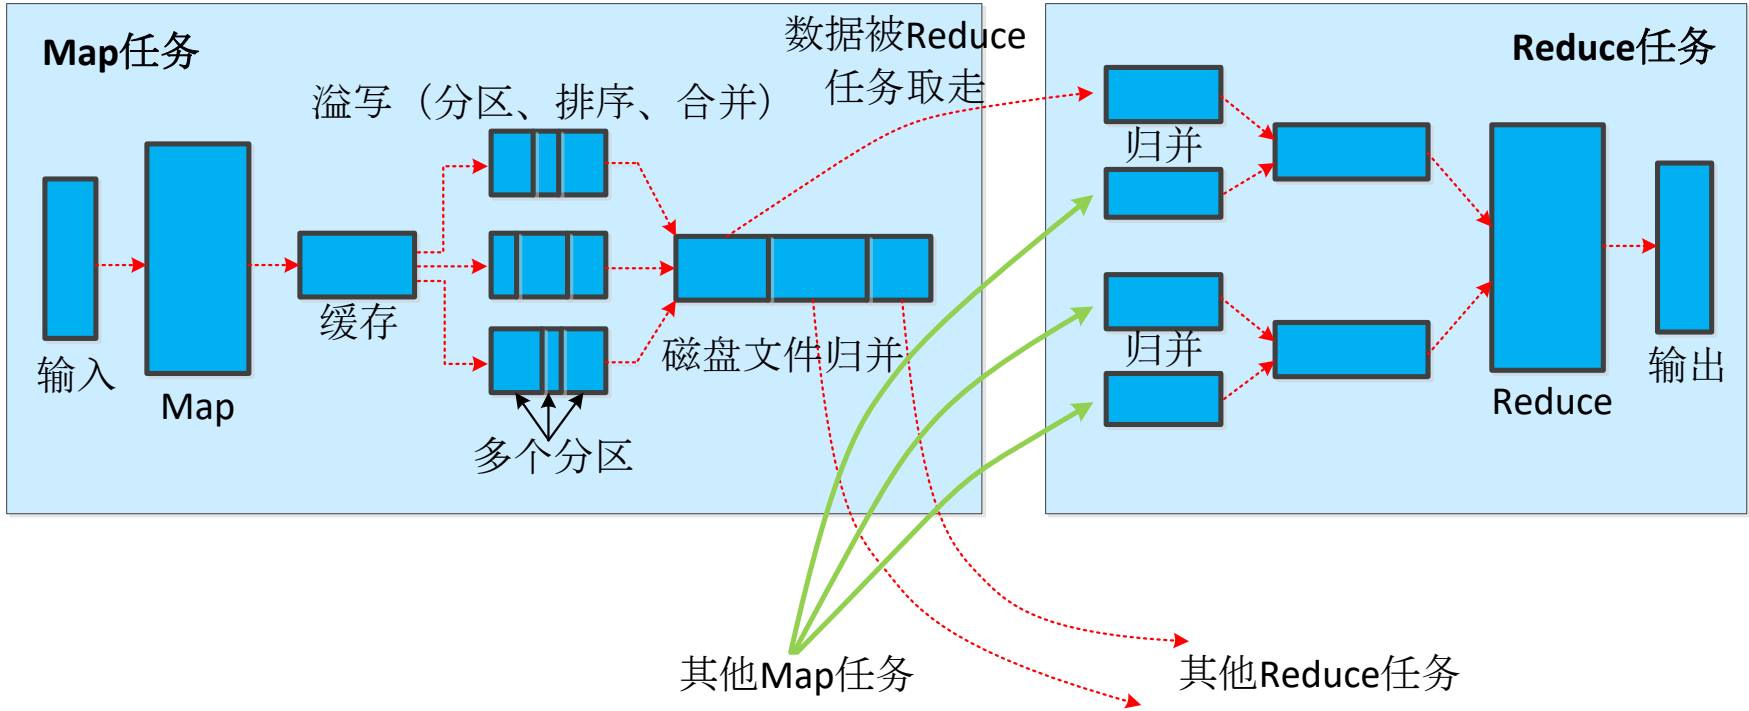 Map任务
溢写（分区、排序、合并）
数据被Reduce
任务取走
Reduce任务
归并
缓存
输入
Map
磁盘文件归并
归并
输出
Reduce
多个分区
其他Map任务
其他Reduce任务